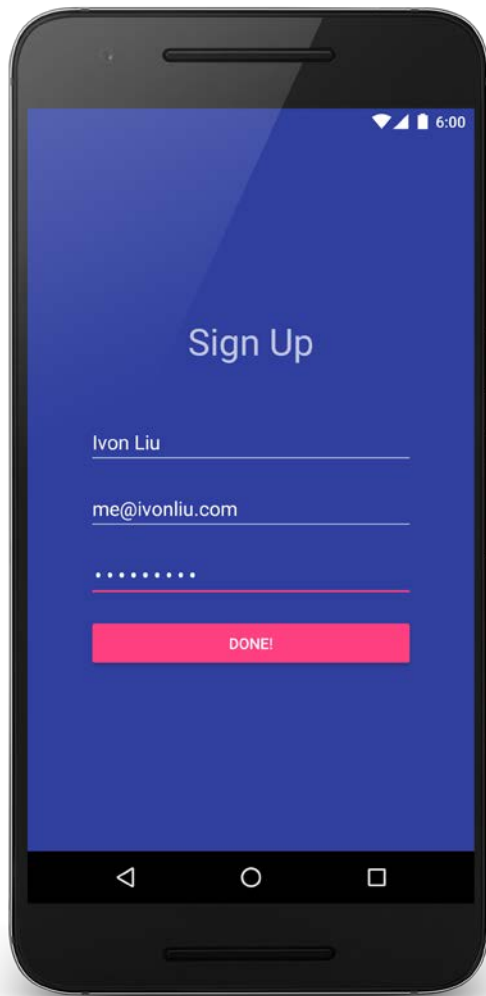 6:00
Sign Up
Ivon Liu
me@ivonliu.com
•••••••••
DONE!